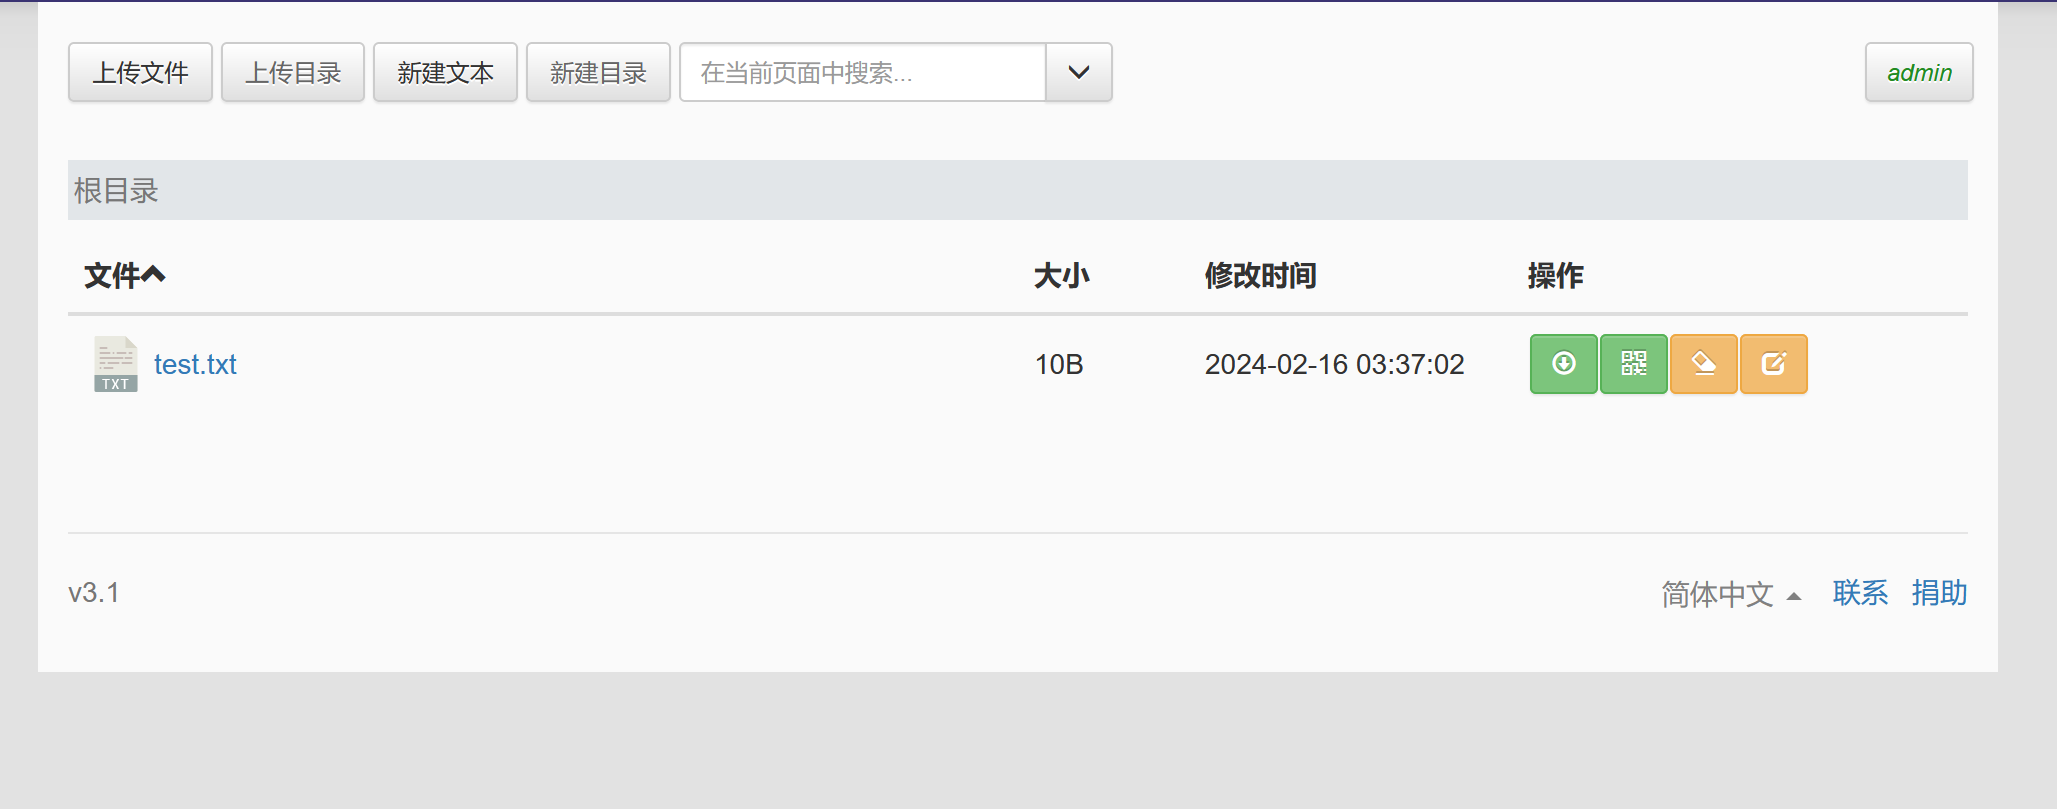 上传文件 上传目录 新建文本 新建目录 在当前页面中搜索... admin
根目录
文件 大小 修改时间 操作
TXT test.txt 10B 2024-02-16 03:37:02
v3.1 简体中文 联系 捐助